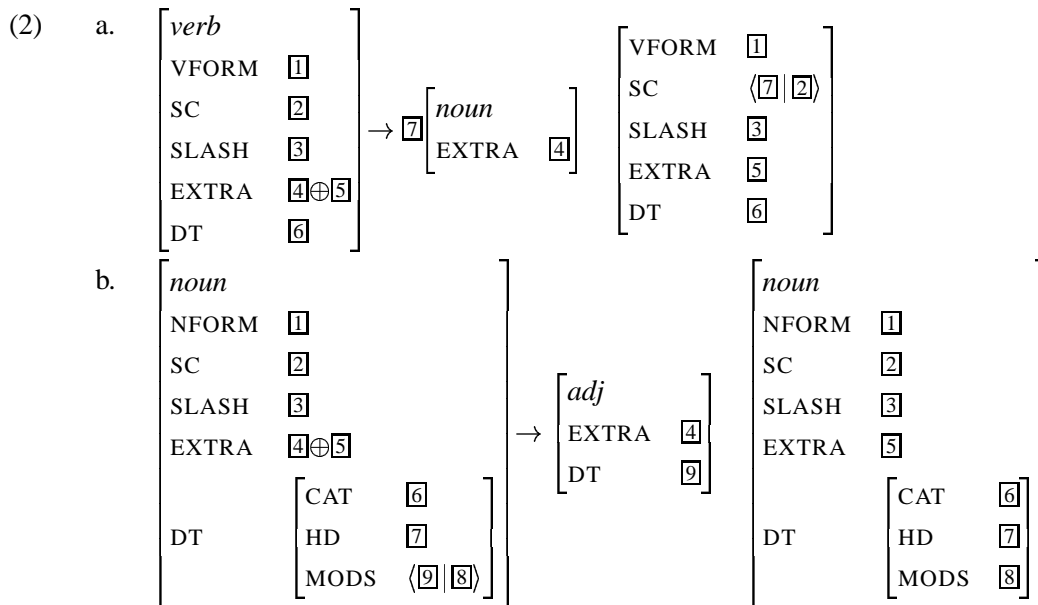 (2) a. [verb VFORM [1] SC [2] SLASH [3] EXTRA [4]⊕[5] DT [6]] → [7] [noun EXTRA [4]] [VFORM [1] SC ⟨[7] | [2]⟩ SLASH [3] EXTRA [5] DT [6]]
b. [noun NFORM [1] SC [2] SLASH [3] EXTRA [4]⊕[5] DT [CAT [6] HD [7] MODS ⟨[9] | [8]⟩]] → [adj EXTRA [4] DT [9]] [noun NFORM [1] SC [2] SLASH [3] EXTRA [5] DT [CAT [6] HD [7] MODS [8]]]